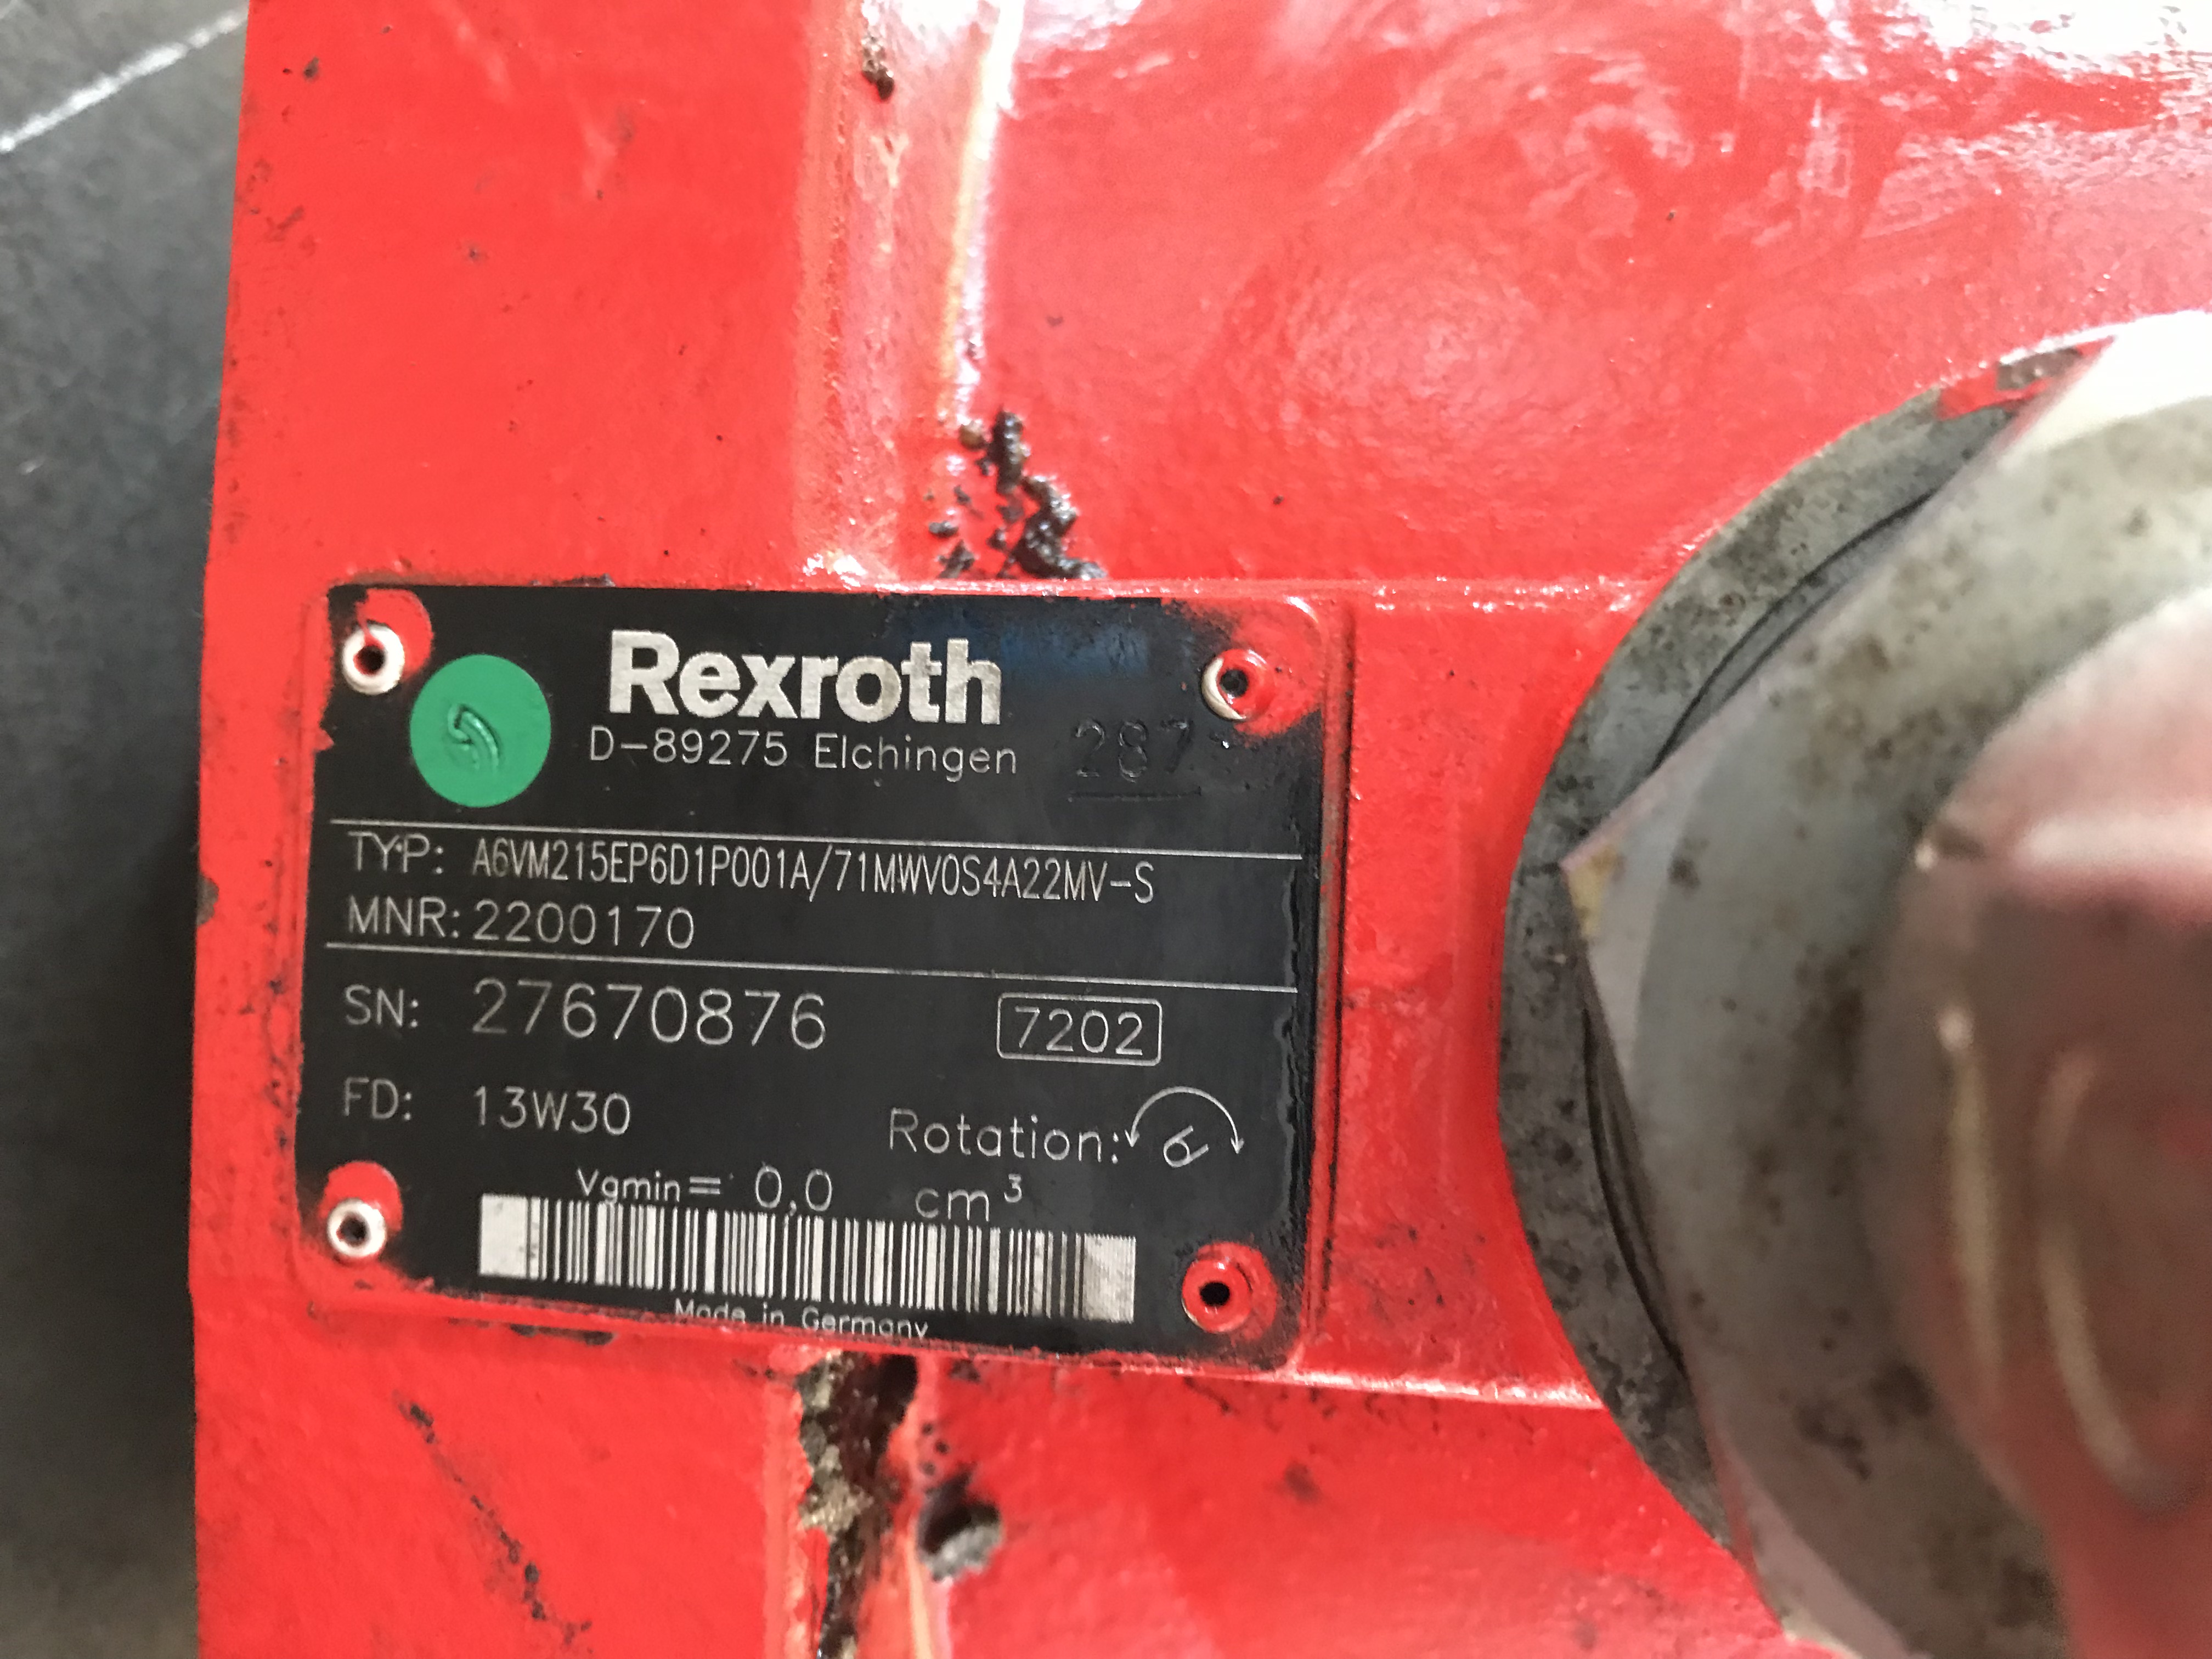 Rexroth
D-89275 Elchingen 287
TYP: A6VM215EP6D1P001A/71MWV0S4A22MV-S
MNR: 2200170
SN: 27670876 7202
FD: 13W30
Rotation:
Vgmin= 0,0 cm³
Made in Germany